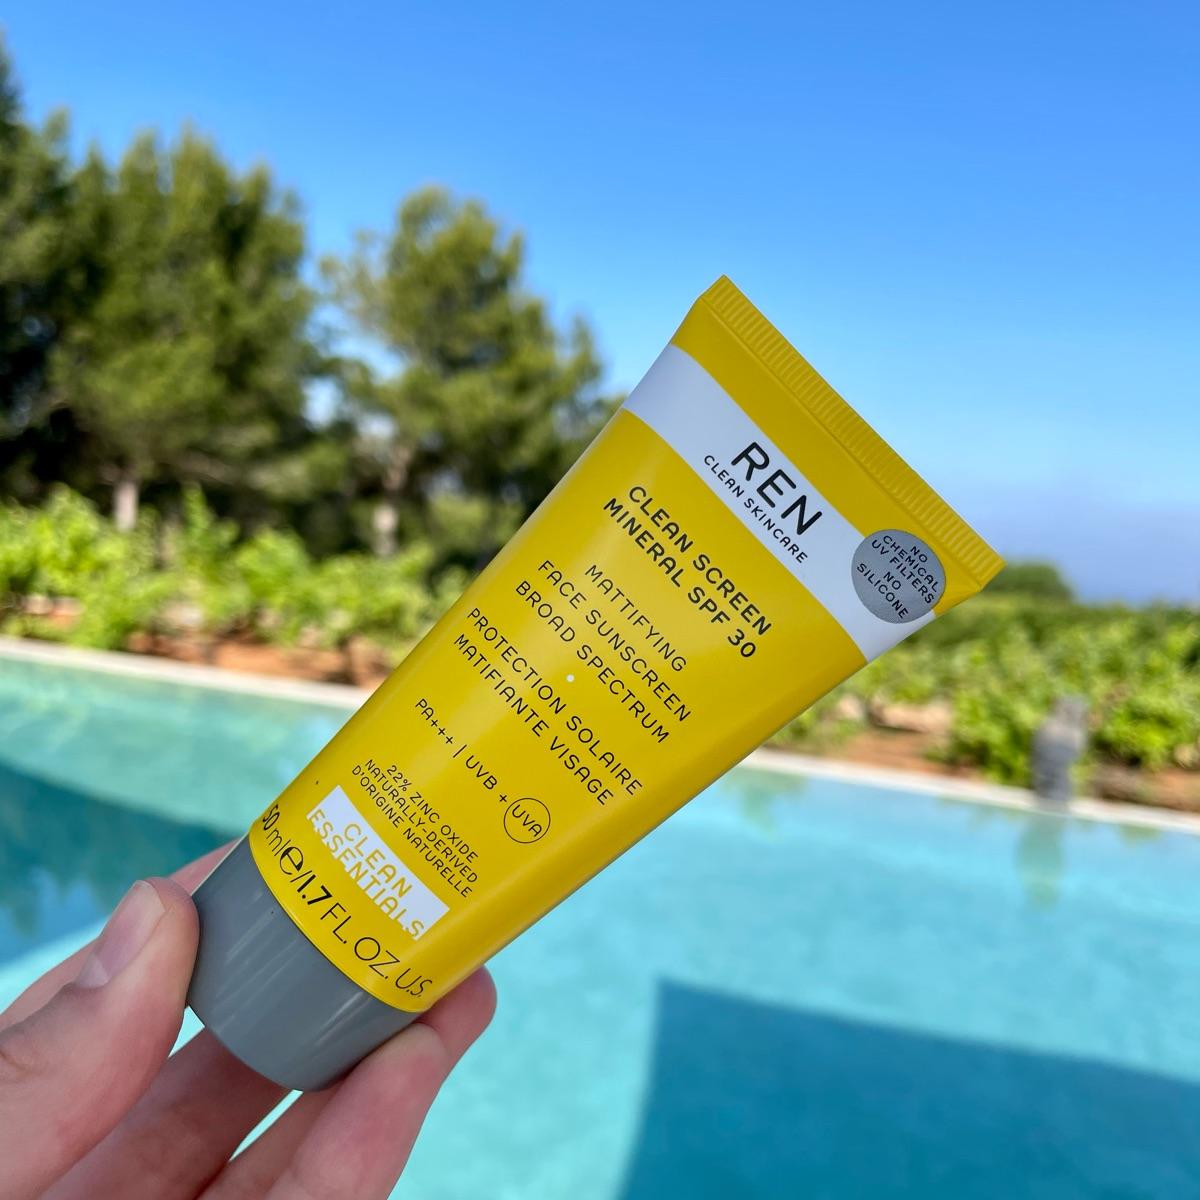 REN
CLEAN SKINCARE
NO
CHEMICAL
UV FILTERS
NO
SILICONE
CLEAN SCREEN
MINERAL SPF 30
MATTIFYING
FACE SUNSCREEN
BROAD SPECTRUM
PROTECTION SOLAIRE
MATIFIANTE VISAGE
PA+++ | UVB + UVA
22% ZINC OXIDE
NATURALLY-DERIVED
D'ORIGINE NATURELLE
CLEAN
ESSENTIALS
50 ml e/1.7 FL. OZ. U.S.